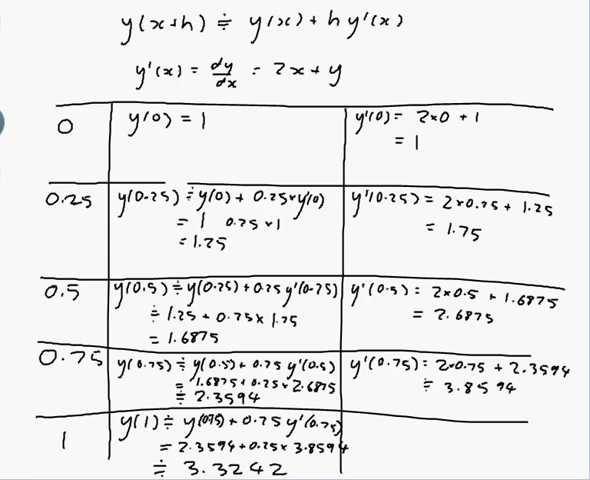 y(x+h) ≑ y(x) + h y'(x)
y'(x) = dy/dx = 2x+y
0
y(0) = 1
y'(0) = 2×0 + 1
= 1
0.25
y(0.25) ≑ y(0) + 0.25×y'(0)
= 1 0.25×1
= 1.25
y'(0.25) = 2×0.25 + 1.25
= 1.75
0.5
y(0.5) ≑ y(0.25) + 0.25 y'(0.25)
≑ 1.25 + 0.25 × 1.75
= 1.6875
y'(0.5) = 2×0.5 + 1.6875
= 2.6875
0.75
y(0.75) ≑ y(0.5) + 0.25 y'(0.5)
= 1.6875 + 0.25 × 2.6875
≑ 2.3594
y'(0.75) = 2×0.75 + 2.3594
≑ 3.8594
1
y(1) ≑ y(0.75) + 0.25 y'(0.75)
= 2.3594 + 0.25 × 3.8594
≑ 3.3242